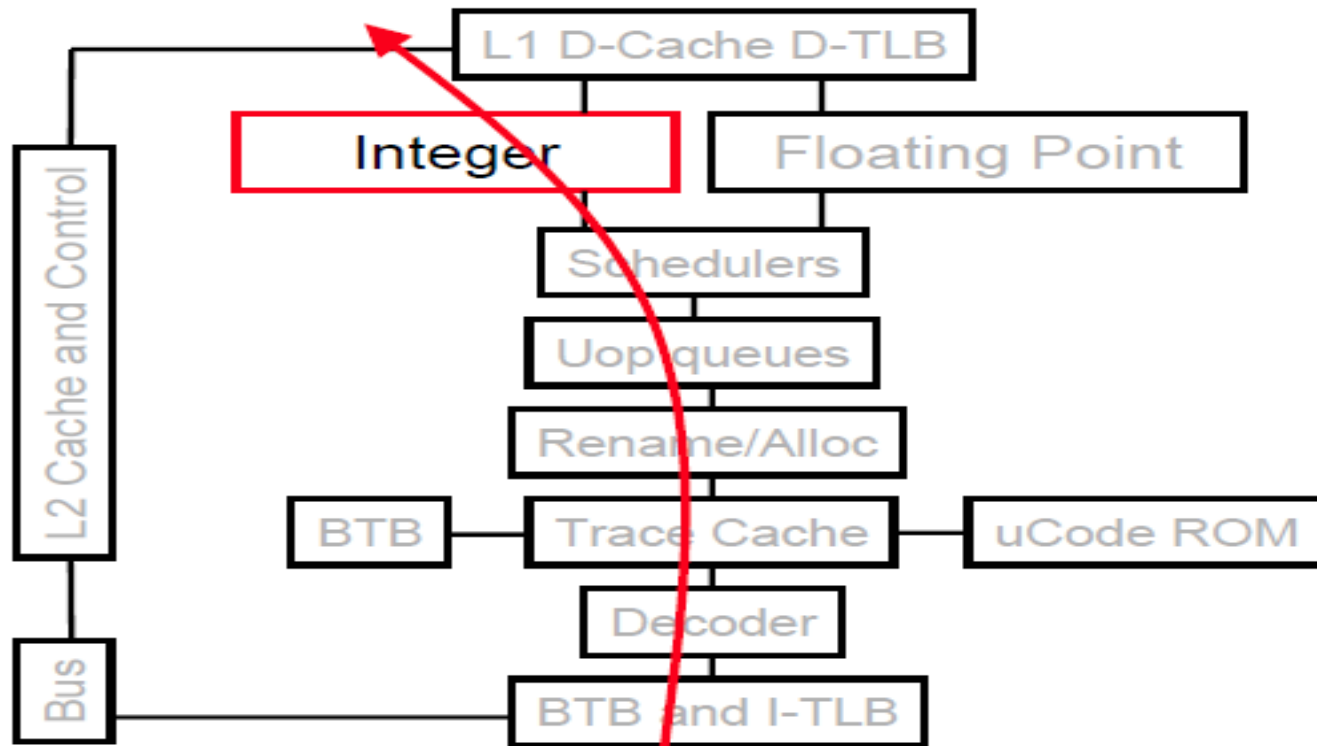 L1 D-Cache D-TLB
Integer
Floating Point
L2 Cache and Control
Schedulers
Uop queues
Rename/Alloc
BTB
Trace Cache
uCode ROM
Decoder
Bus
BTB and I-TLB